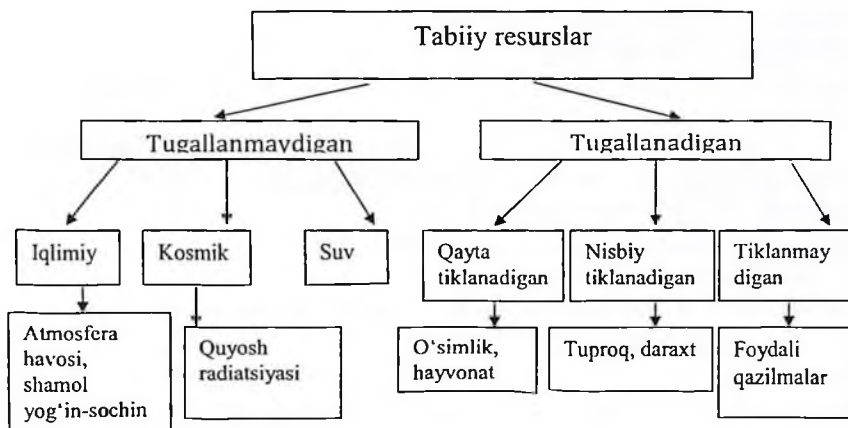 Tabiiy resurslar
Tugallanmaydigan
Tugallanadigan
Iqlimiy
Kosmik
Suv
Qayta
tiklanadigan
Nisbiy
tiklanadigan
Tiklanmay
digan
Atmosfera
havosi,
shamol
yog‘in-sochin
Quyosh
radiatsiyasi
O‘simlik,
hayvonat
Tuproq, daraxt
Foydali
qazilmalar